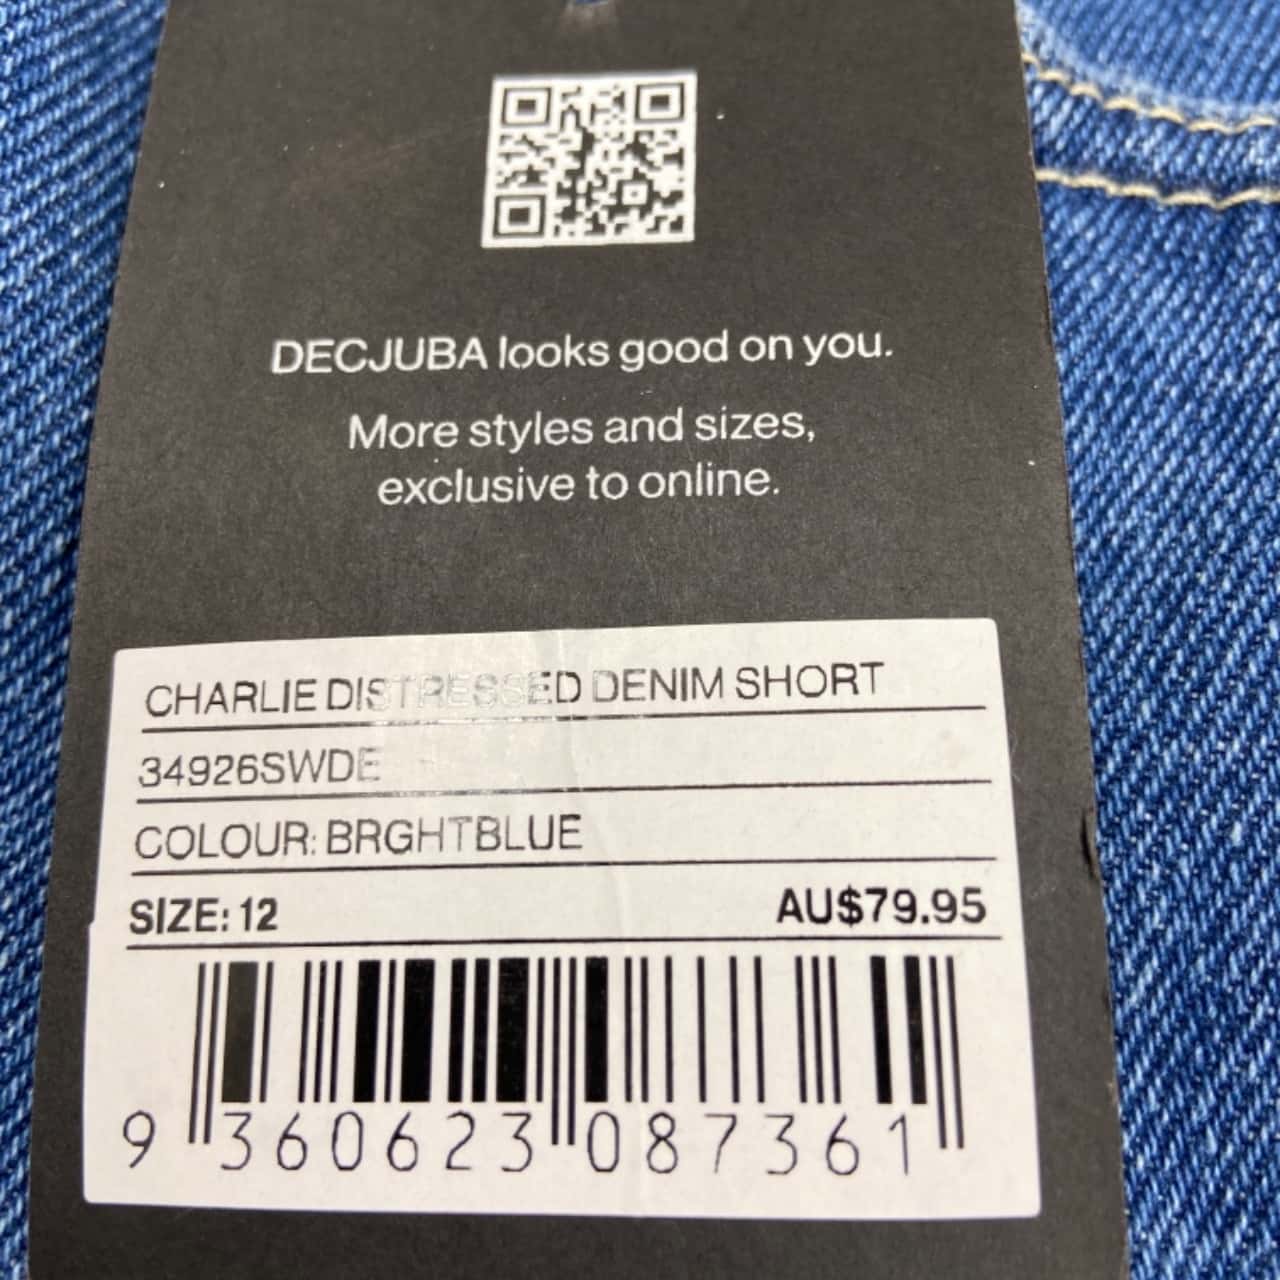 DECJUBA looks good on you.
More styles and sizes,
exclusive to online.
CHARLIE DISTRESSED DENIM SHORT
34926SWDE
COLOUR: BRGHTBLUE
SIZE: 12 AU$79.95
9 360623 087361